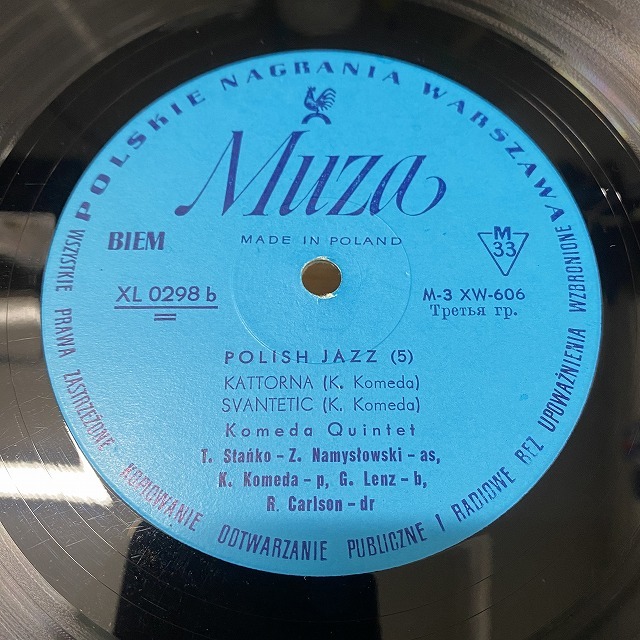 POLSKIE NAGRANIA WARSZAWA
Muza
MADE IN POLAND
BIEM
M
33
XL 0298 b
M-3 XW-606
Третья гр.
POLISH JAZZ (5)
KATTORNA (K. Komeda)
SVANTETIC (K. Komeda)
Komeda Quintet
T. Stańko – Z. Namysłowski – as,
K. Komeda – p, G. Lenz – b,
R. Carlson – dr
WSZYSTKIE PRAWA ZASTRZEŻONE KOPIOWANIE ODTWARZANIE PUBLICZNE I RADIOWE BEZ UPOWAŻNIENIA WZBRONIONE